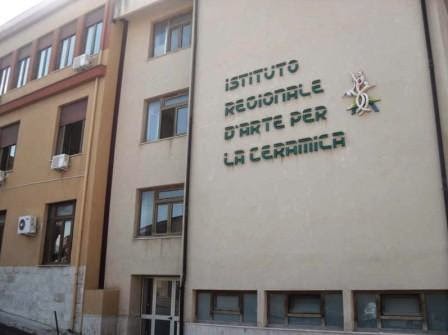 ISTITUTO
REGIONALE
D'ARTE PER
LA CERAMICA